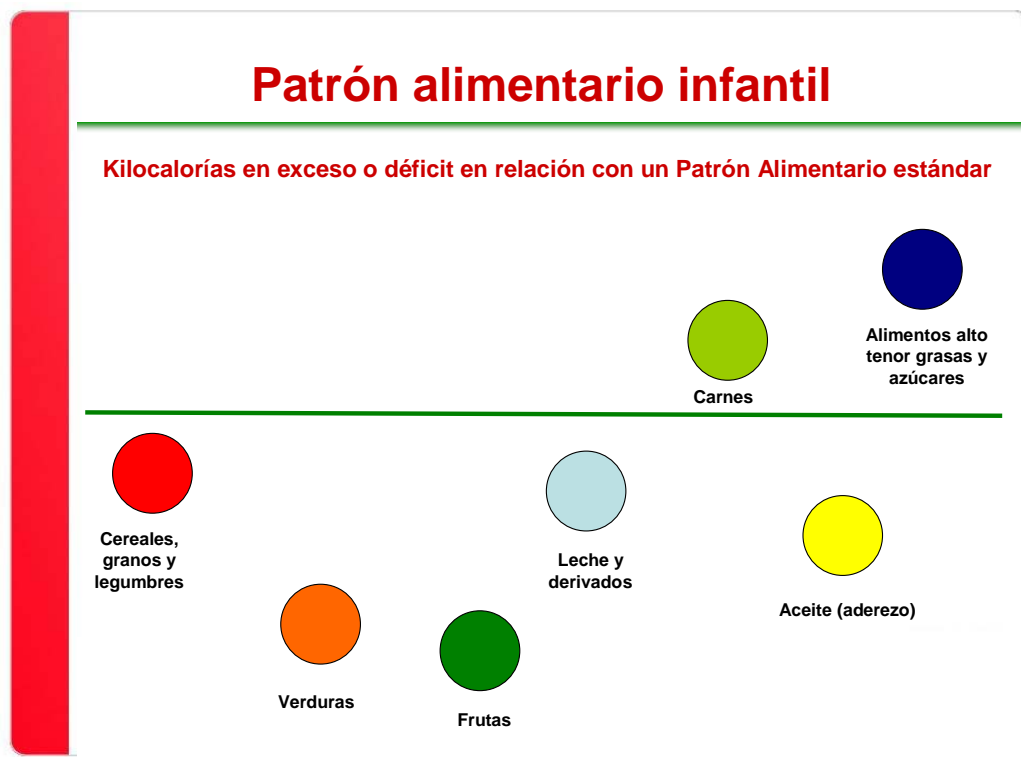 Patrón alimentario infantil
Kilocalorías en exceso o déficit en relación con un Patrón Alimentario estándar
Alimentos alto
tenor grasas y
azúcares
Carnes
Cereales,
granos y
legumbres
Leche y
derivados
Aceite (aderezo)
Verduras
Frutas